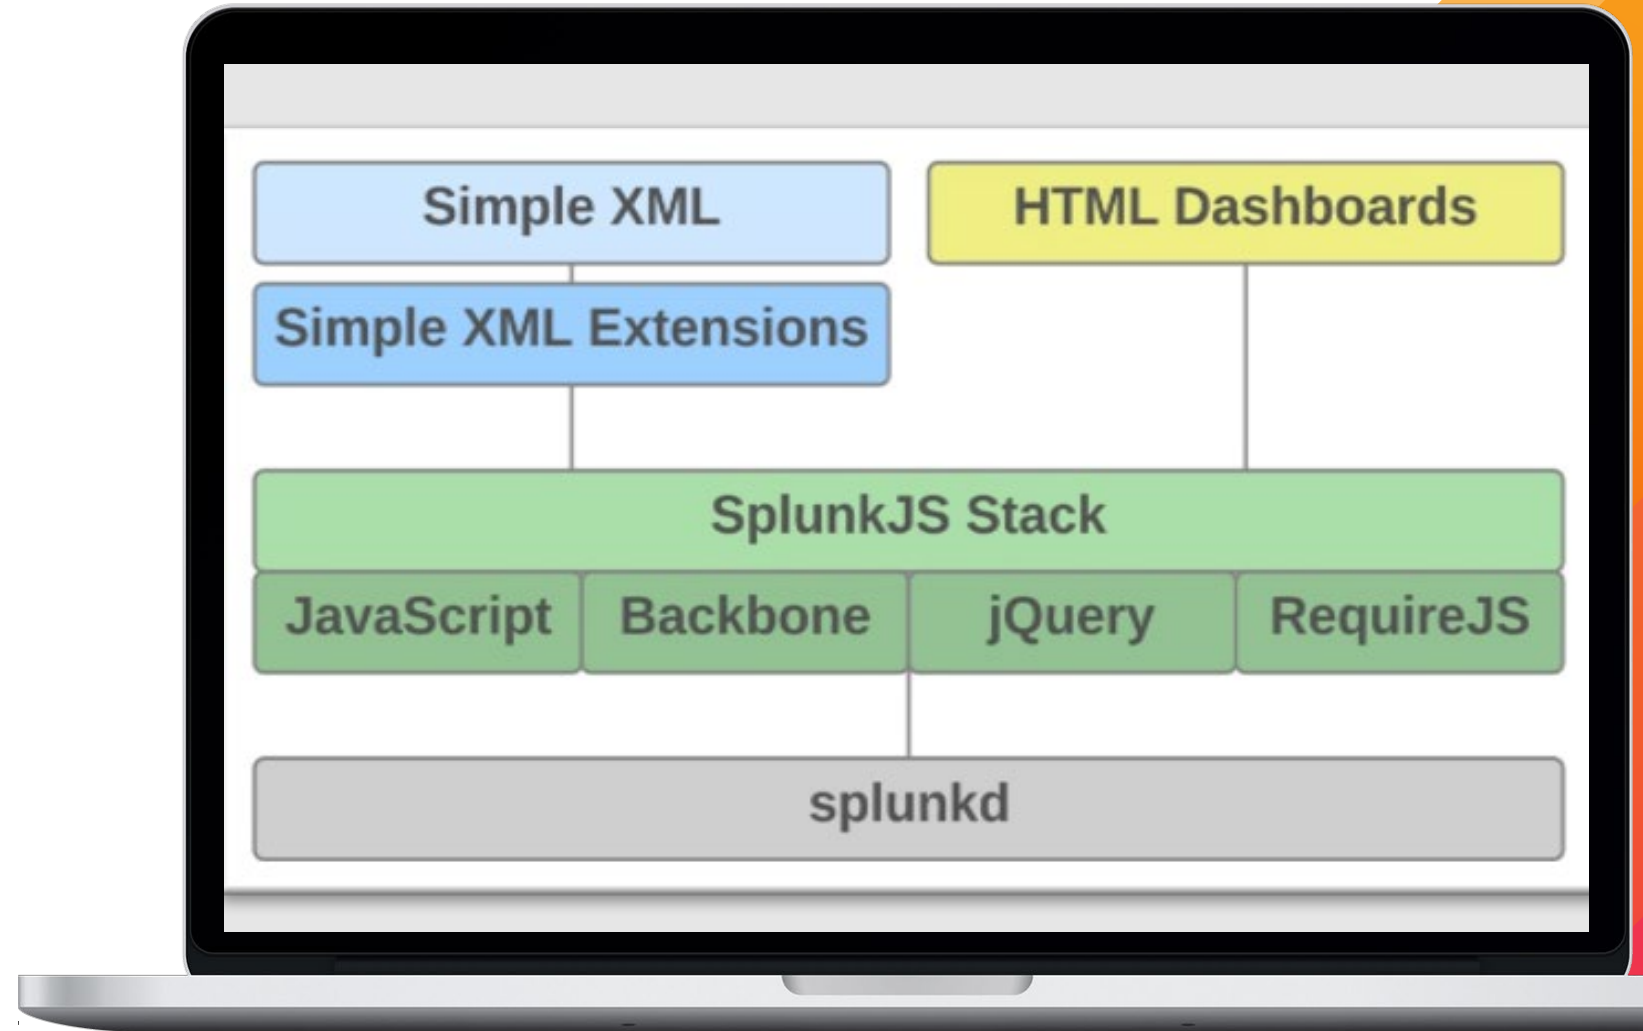 Simple XML
HTML Dashboards
Simple XML Extensions
SplunkJS Stack
JavaScript
Backbone
jQuery
RequireJS
splunkd